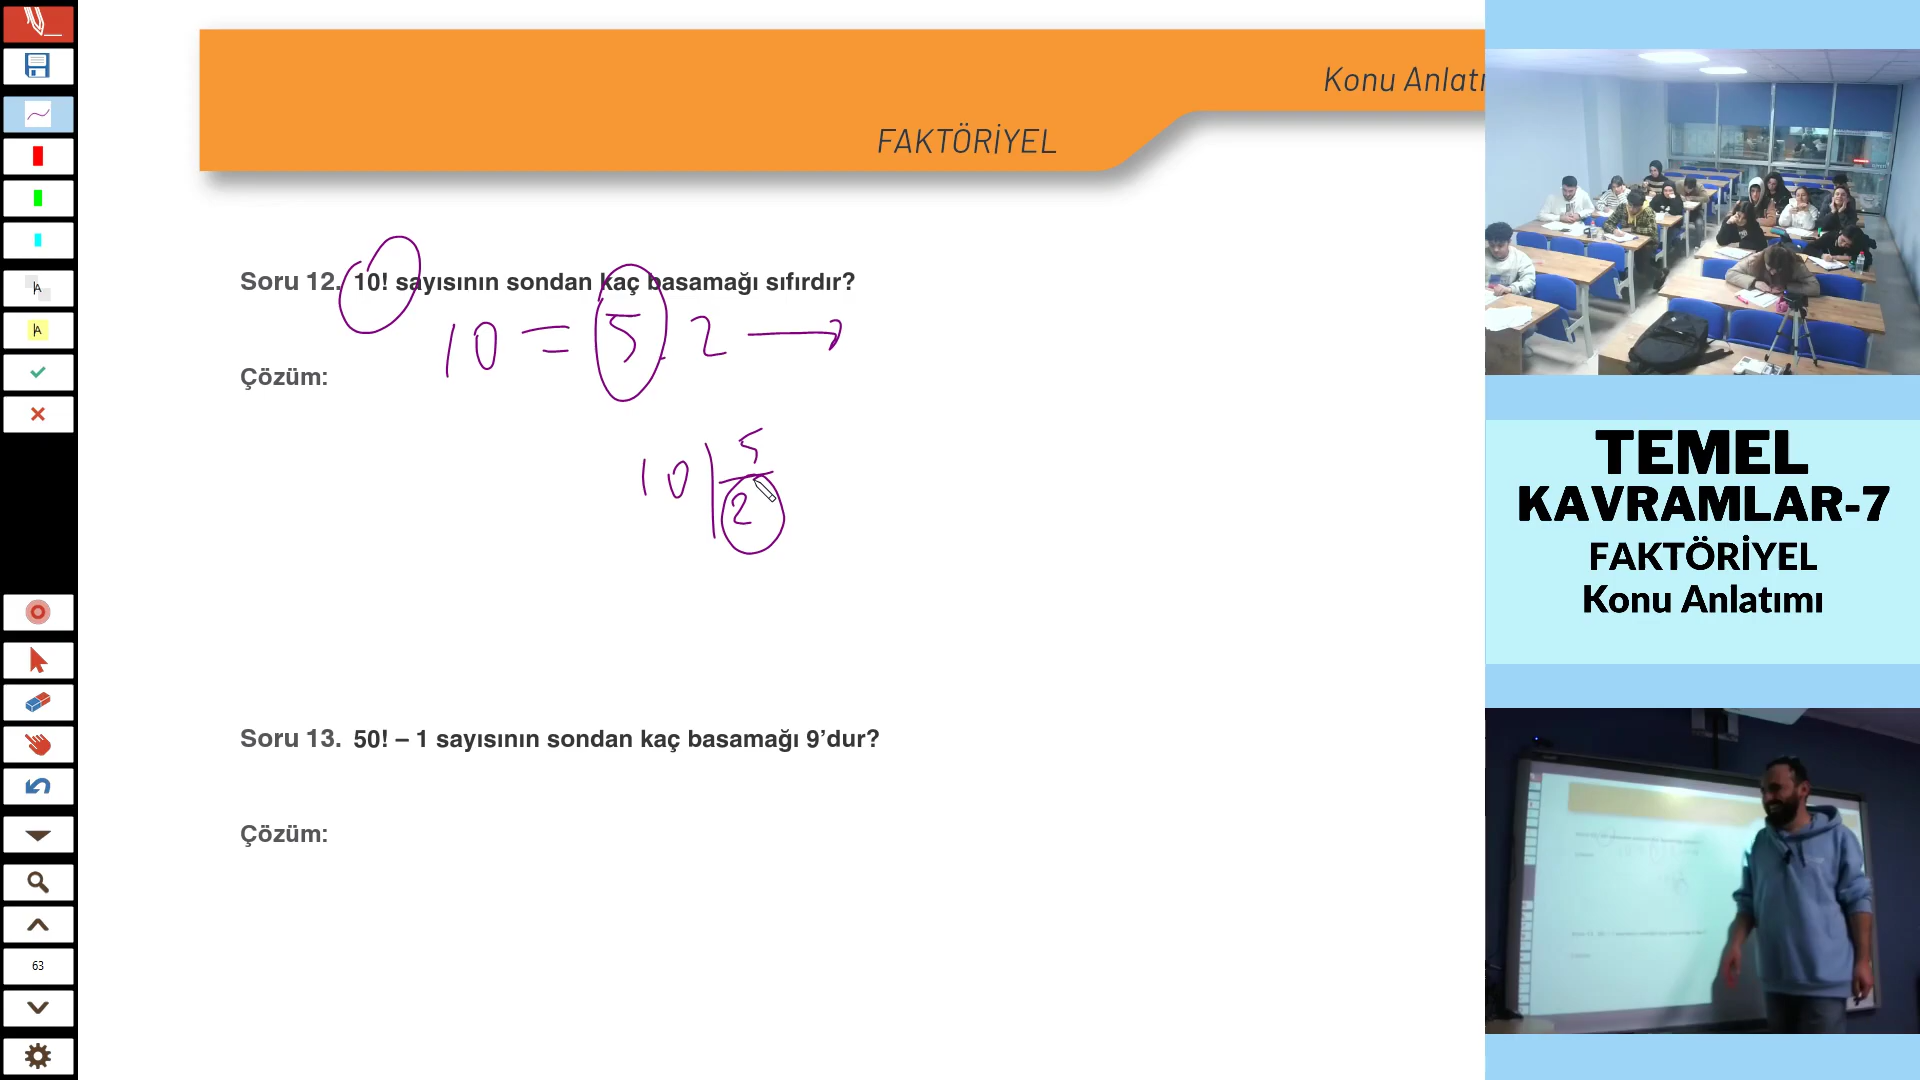 Konu Anlatı
FAKTÖRİYEL
Soru 12. 10! sayısının sondan kaç basamağı sıfırdır?
10 = 5.2 →
Çözüm:
10 5
2
Soru 13. 50! – 1 sayısının sondan kaç basamağı 9’dur?
Çözüm:
63
TEMEL
KAVRAMLAR-7
FAKTÖRİYEL
Konu Anlatımı